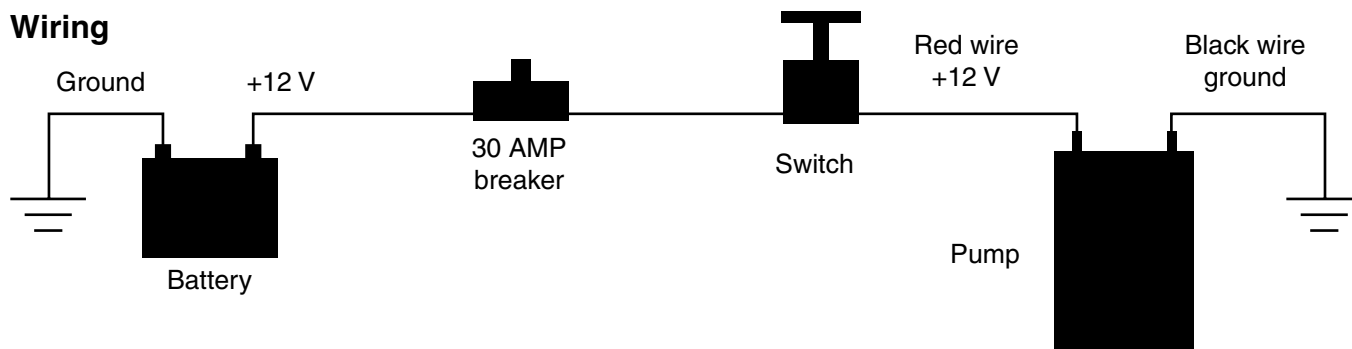 Wiring
Ground
+12 V
30 AMP
breaker
Switch
Red wire
+12 V
Black wire
ground
Battery
Pump